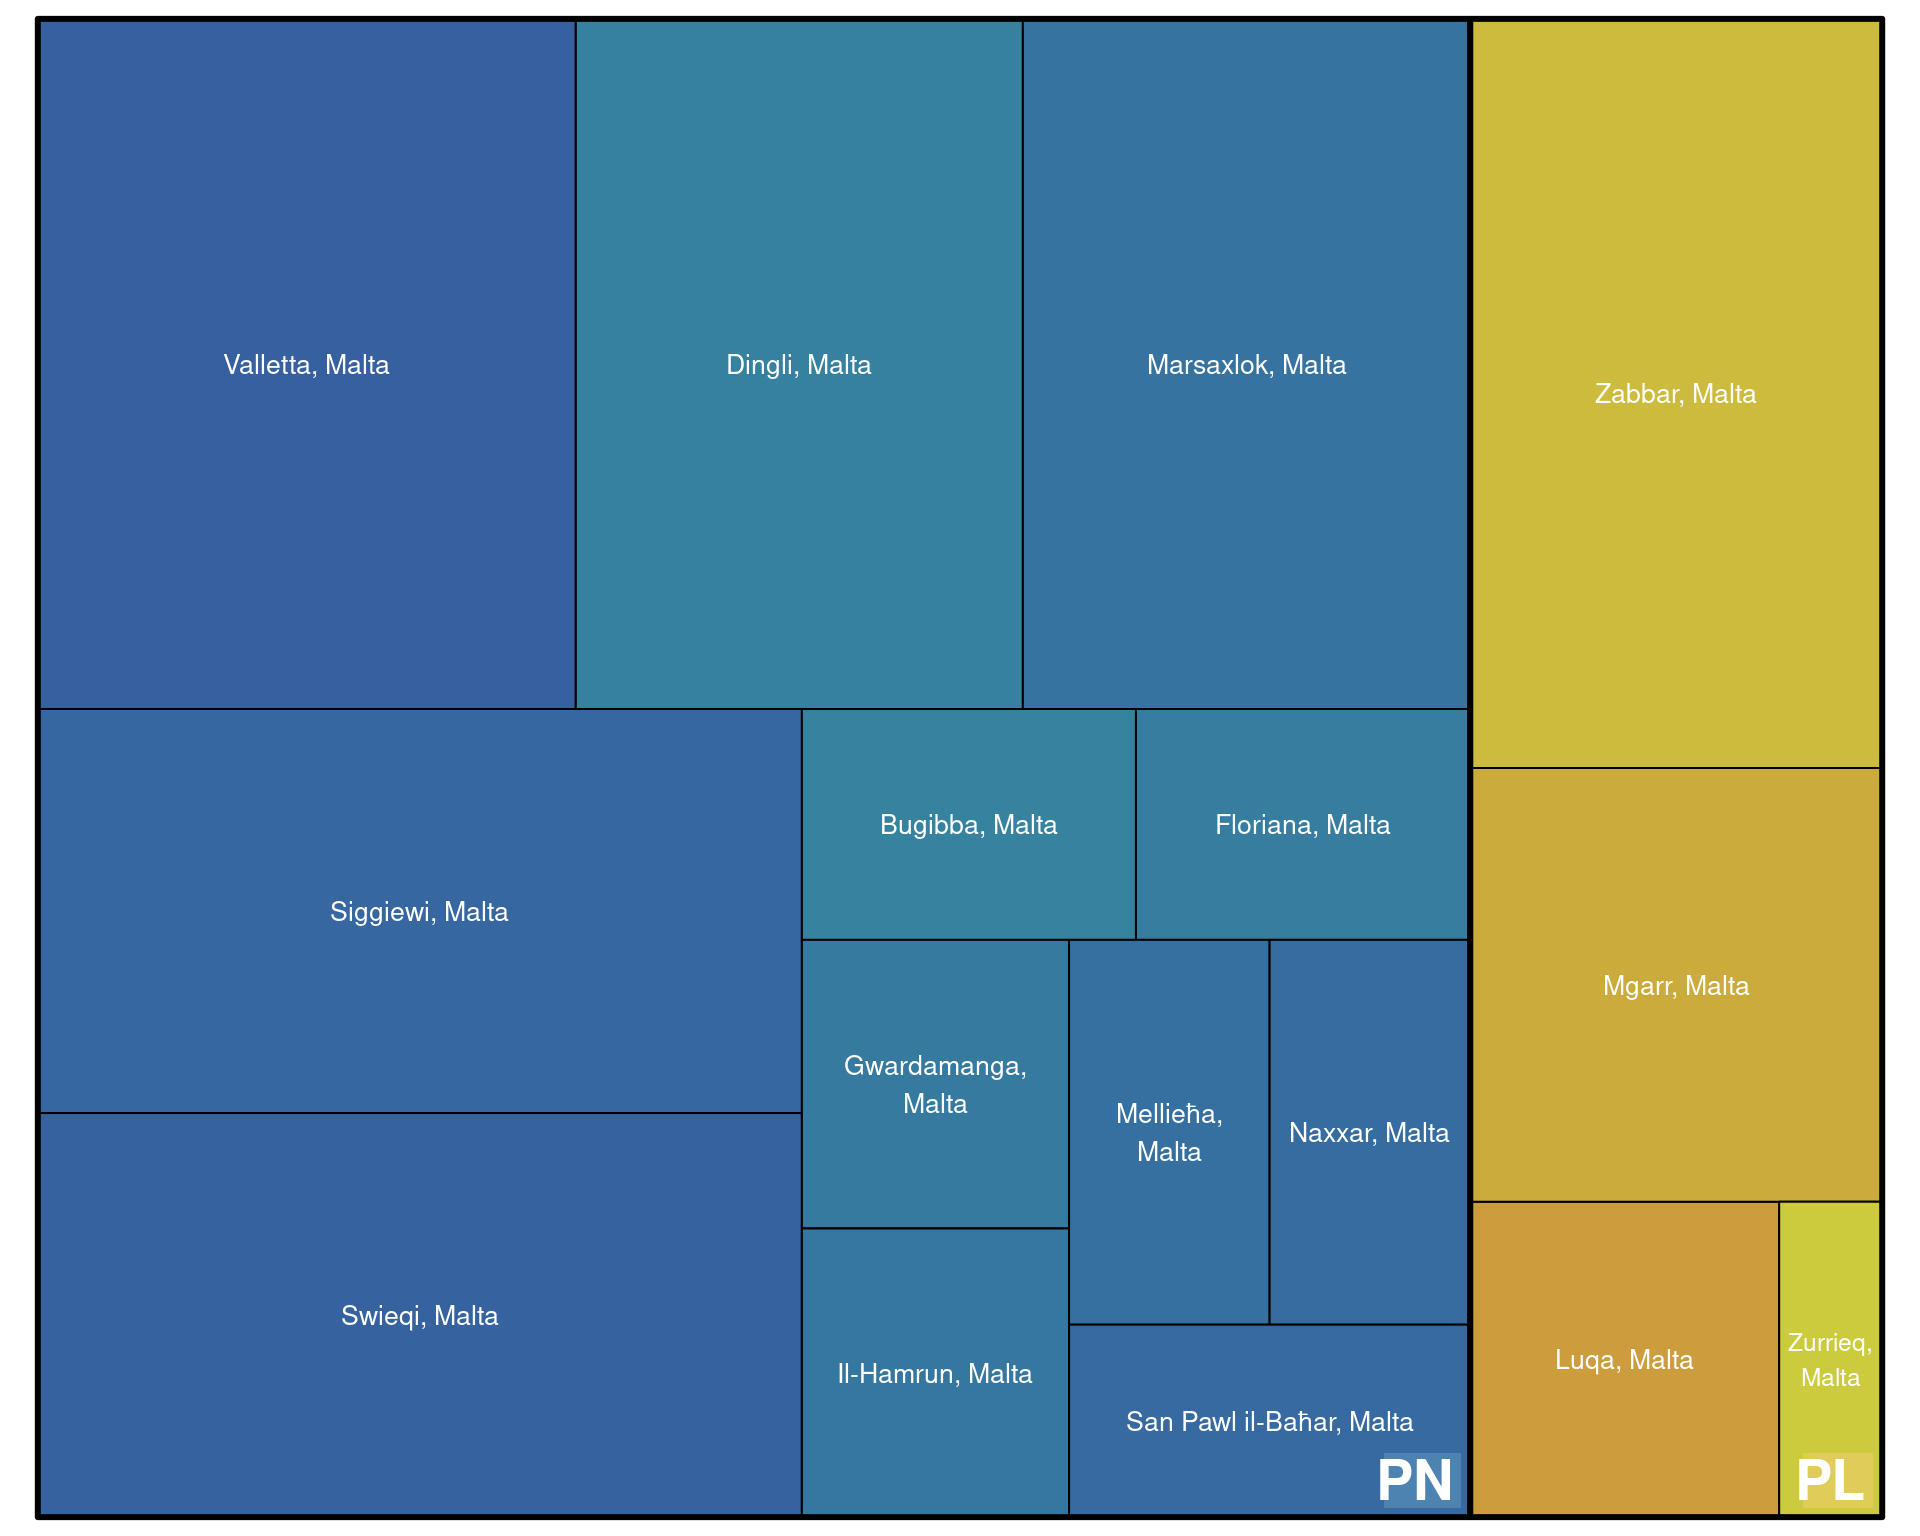 Valletta, Malta
Dingli, Malta
Marsaxlok, Malta
Zabbar, Malta
Siggiewi, Malta
Bugibba, Malta
Floriana, Malta
Mgarr, Malta
Gwardamanga,
Malta
Mellieħa,
Malta
Naxxar, Malta
Swieqi, Malta
Il-Hamrun, Malta
San Pawl il-Baħar, Malta
Luqa, Malta
Zurrieq,
Malta
PN
PL